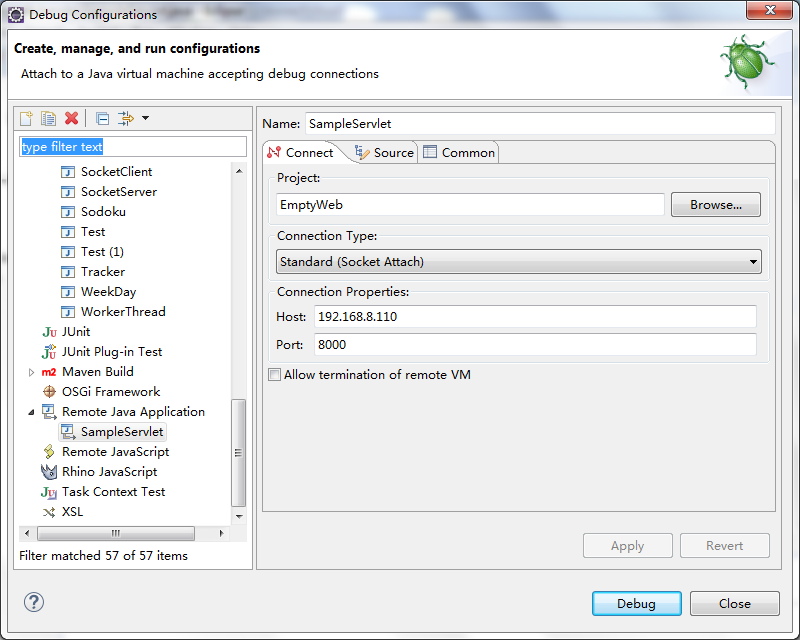 Debug Configurations
Create, manage, and run configurations
Attach to a Java virtual machine accepting debug connections
type filter text
SocketClient
SocketServer
Sodoku
Test
Test (1)
Tracker
WeekDay
WorkerThread
JUnit
JUnit Plug-in Test
Maven Build
OSGi Framework
Remote Java Application
SampleServlet
Remote JavaScript
Rhino JavaScript
Task Context Test
XSL
Filter matched 57 of 57 items
Name: SampleServlet
Connect Source Common
Project:
EmptyWeb Browse...
Connection Type:
Standard (Socket Attach)
Connection Properties:
Host: 192.168.8.110
Port: 8000
Allow termination of remote VM
Apply Revert
Debug Close